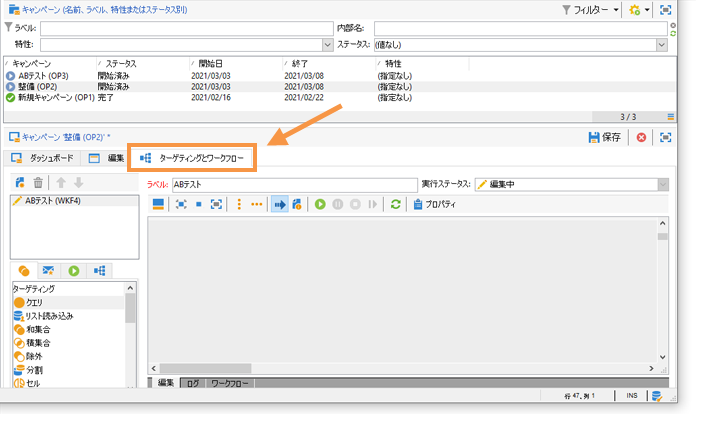 キャンペーン (名前、ラベル、特性またはステータス別) フィルター
ラベル: 内部名:
特性: ステータス: (値なし)
キャンペーン ステータス 開始日 終了 特性
ABテスト (OP3) 開始済み 2021/03/03 2021/03/08 (指定なし)
整備 (OP2) 開始済み 2021/03/03 2021/03/08 (指定なし)
新規キャンペーン (OP1) 完了 2021/02/16 2021/02/22 (指定なし)
3 / 3
キャンペーン '整備 (OP2)' * 保存
ダッシュボード 編集 ターゲティングとワークフロー
ラベル: ABテスト 実行ステータス: 編集中
ABテスト (WKF4)
プロパティ
ターゲティング
クエリ
リスト読み込み
和集合
積集合
除外
分割
セル
編集 ログ ワークフロー
行 47, 列 1 INS